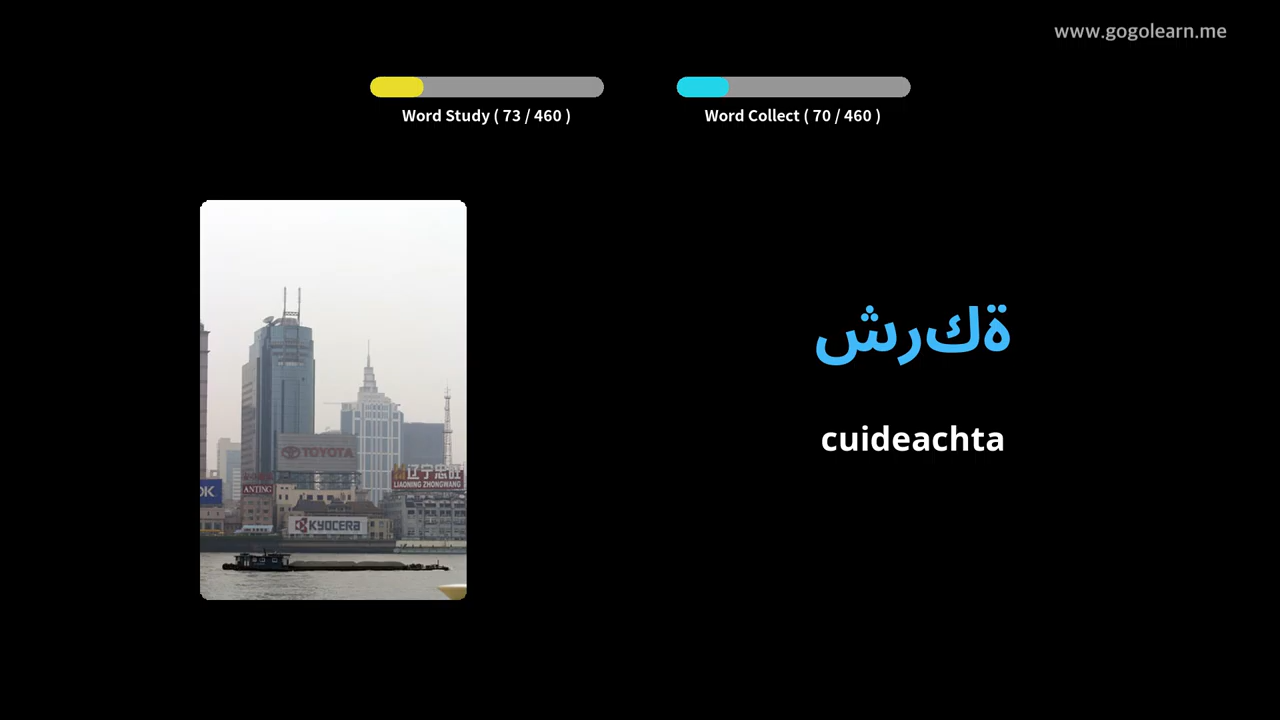 www.gogolearn.me
Word Study ( 73 / 460 )
Word Collect ( 70 / 460 )
شركة
cuideachta
TOYOTA
辽宁忠旺
LIAONING ZHONGWANG
ANTING
KYOCERA